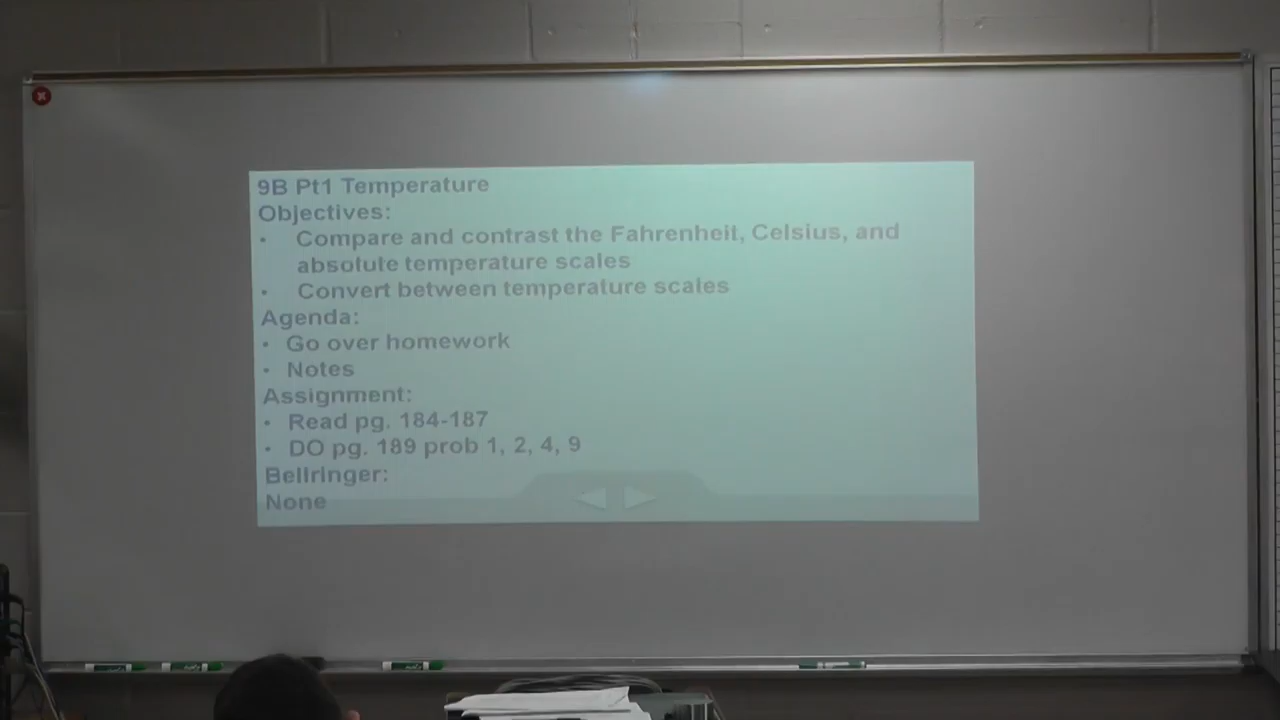 9B Pt1 Temperature
Objectives:
• Compare and contrast the Fahrenheit, Celsius, and
absolute temperature scales
• Convert between temperature scales
Agenda:
• Go over homework
• Notes
Assignment:
• Read pg. 184-187
• DO pg. 189 prob 1, 2, 4, 9
Bellringer:
None